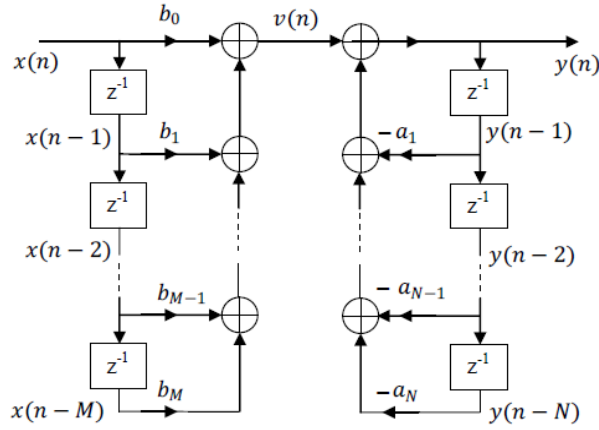 b₀ v(n)
x(n) y(n)
z⁻¹ z⁻¹
x(n − 1) b₁ −a₁ y(n − 1)
z⁻¹ z⁻¹
x(n − 2) y(n − 2)
b_{M−1} − a_{N−1}
z⁻¹ z⁻¹
x(n − M) b_M −a_N y(n − N)